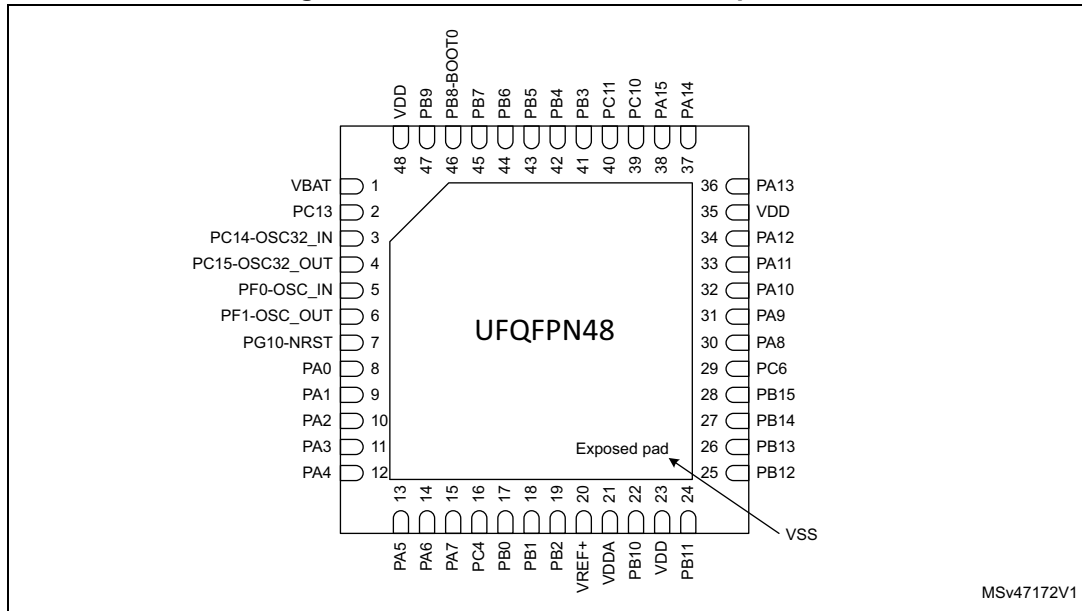 VDD
PB9
PB8-BOOT0
PB7
PB6
PB5
PB4
PB3
PC11
PC10
PA15
PA14
48
47
46
45
44
43
42
41
40
39
38
37
VBAT 1
PC13 2
PC14-OSC32_IN 3
PC15-OSC32_OUT 4
PF0-OSC_IN 5
PF1-OSC_OUT 6
PG10-NRST 7
PA0 8
PA1 9
PA2 10
PA3 11
PA4 12
UFQFPN48
Exposed pad
36 PA13
35 VDD
34 PA12
33 PA11
32 PA10
31 PA9
30 PA8
29 PC6
28 PB15
27 PB14
26 PB13
25 PB12
13
14
15
16
17
18
19
20
21
22
23
24
PA5
PA6
PA7
PC4
PB0
PB1
PB2
VREF+
VDDA
PB10
VDD
PB11
VSS
MSv47172V1